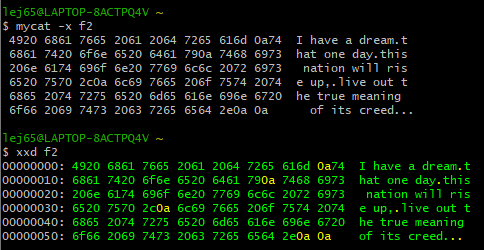 lej65@LAPTOP-8ACTPQ4V ~
$ mycat -x f2
4920 6861 7665 2061 2064 7265 616d 0a74  I have a dream.t
6861 7420 6f6e 6520 6461 790a 7468 6973  hat one day.this
206e 6174 696f 6e20 7769 6c6c 2072 6973   nation will ris
6520 7570 2c0a 6c69 7665 206f 7574 2074  e up,.live out t
6865 2074 7275 6520 6d65 616e 696e 6720  he true meaning
6f66 2069 7473 2063 7265 6564 2e0a 0a    of its creed...
lej65@LAPTOP-8ACTPQ4V ~
$ xxd f2
00000000: 4920 6861 7665 2061 2064 7265 616d 0a74  I have a dream.t
00000010: 6861 7420 6f6e 6520 6461 790a 7468 6973  hat one day.this
00000020: 206e 6174 696f 6e20 7769 6c6c 2072 6973   nation will ris
00000030: 6520 7570 2c0a 6c69 7665 206f 7574 2074  e up,.live out t
00000040: 6865 2074 7275 6520 6d65 616e 696e 6720  he true meaning
00000050: 6f66 2069 7473 2063 7265 6564 2e0a 0a    of its creed...